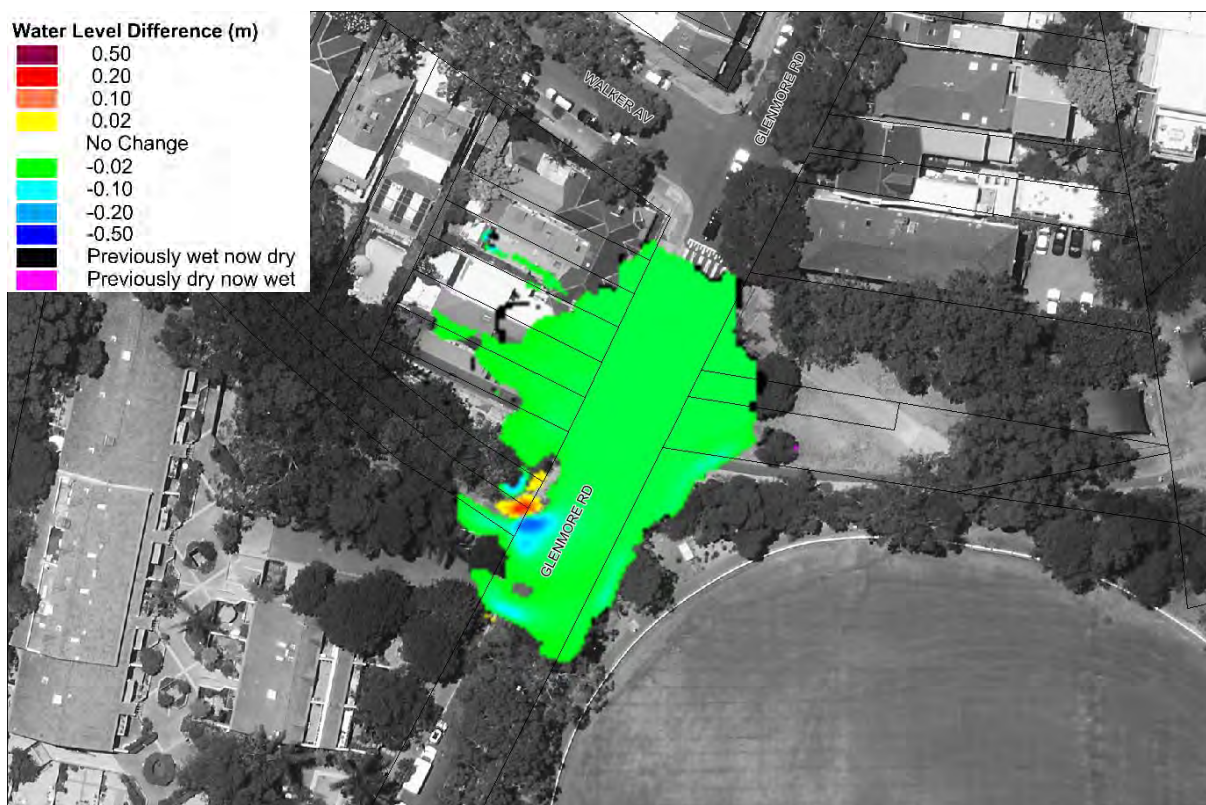 Water Level Difference (m)
0.50
0.20
0.10
0.02
No Change
-0.02
-0.10
-0.20
-0.50
Previously wet now dry
Previously dry now wet
WALKER AV
GLENMORE RD
GLENMORE RD